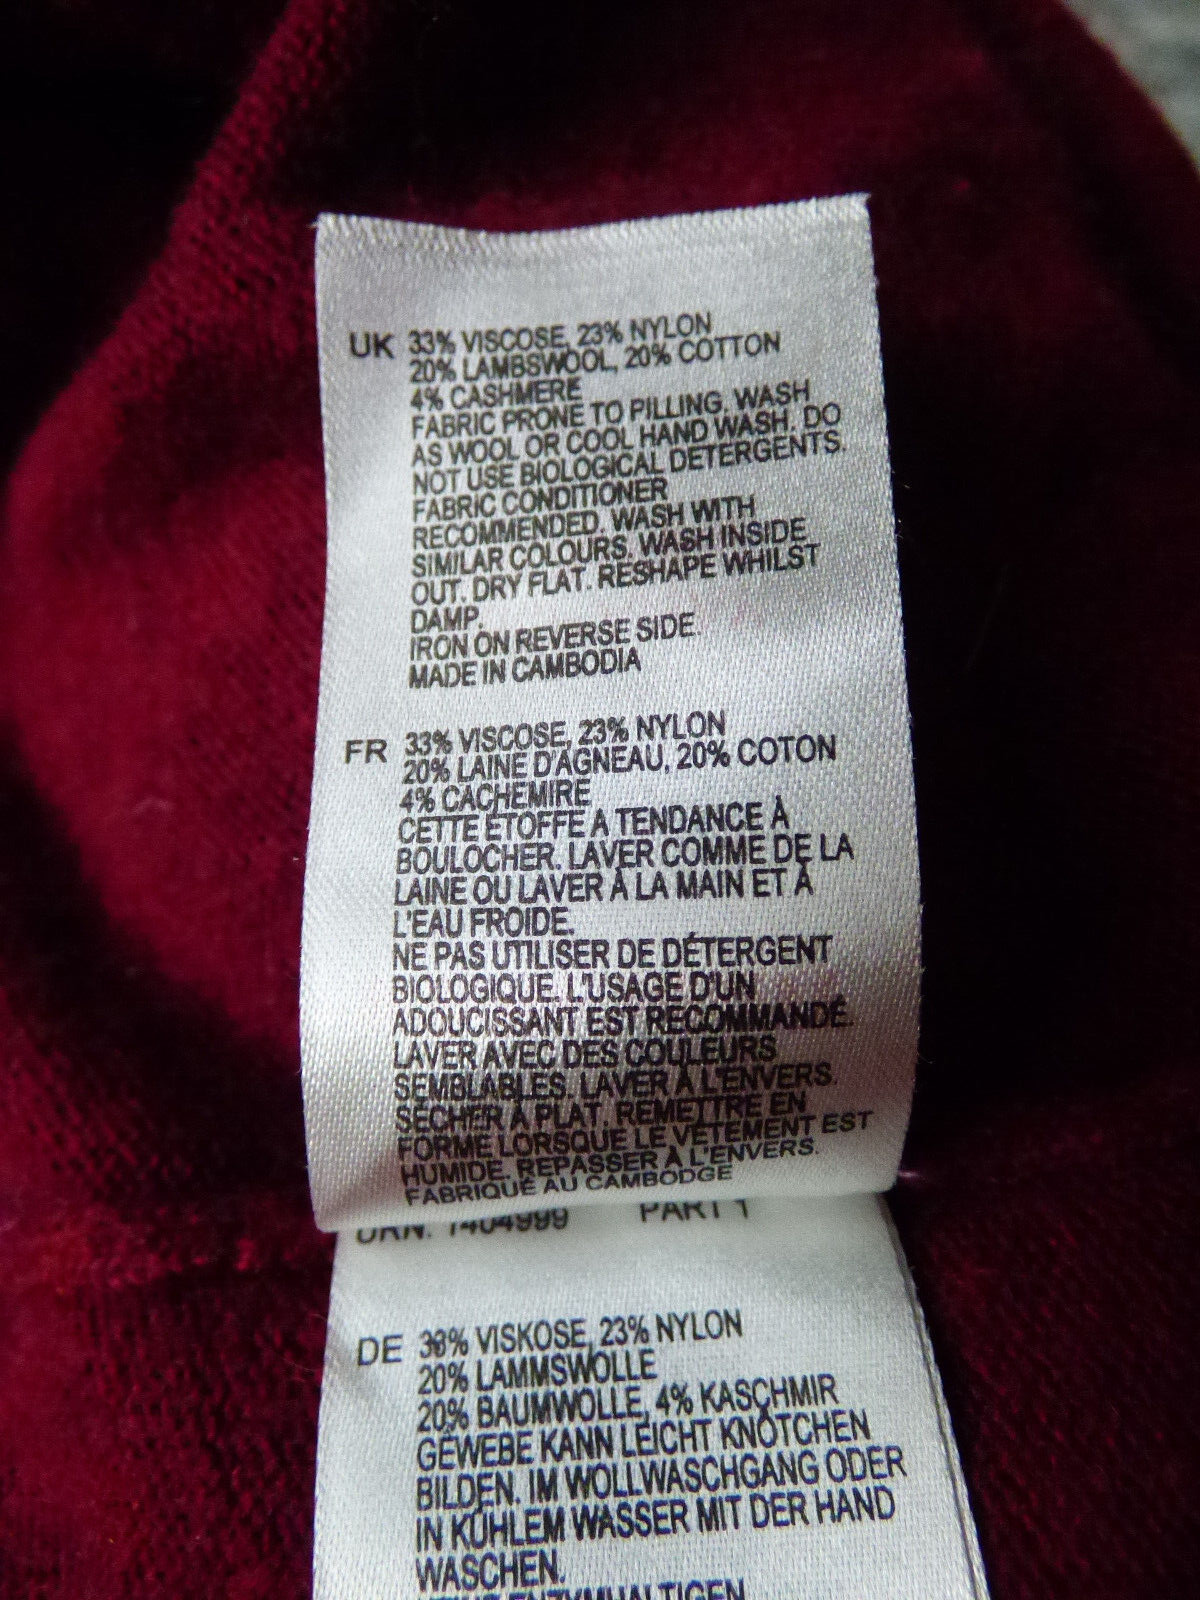 UK 33% VISCOSE, 23% NYLON
20% LAMBSWOOL, 20% COTTON
4% CASHMERE
FABRIC PRONE TO PILLING. WASH
AS WOOL OR COOL HAND WASH. DO
NOT USE BIOLOGICAL DETERGENTS.
FABRIC CONDITIONER
RECOMMENDED. WASH WITH
SIMILAR COLOURS. WASH INSIDE
OUT. DRY FLAT. RESHAPE WHILST
DAMP.
IRON ON REVERSE SIDE.
MADE IN CAMBODIA
FR 33% VISCOSE, 23% NYLON
20% LAINE D'AGNEAU, 20% COTON
4% CACHEMIRE
CETTE ÉTOFFE A TENDANCE À
BOULOCHER. LAVER COMME DE LA
LAINE OU LAVER À LA MAIN ET À
L'EAU FROIDE.
NE PAS UTILISER DE DÉTERGENT
BIOLOGIQUE. L'USAGE D'UN
ADOUCISSANT EST RECOMMANDÉ.
LAVER AVEC DES COULEURS
SEMBLABLES. LAVER À L'ENVERS.
SÉCHER À PLAT. REMETTRE EN
FORME LORSQUE LE VÊTEMENT EST
HUMIDE. REPASSER À L'ENVERS.
FABRIQUÉ AU CAMBODGE
URN: 1404999 PART 1
DE 33% VISKOSE, 23% NYLON
20% LAMMSWOLLE
20% BAUMWOLLE, 4% KASCHMIR
GEWEBE KANN LEICHT KNÖTCHEN
BILDEN. IM WOLLWASCHGANG ODER
IN KÜHLEM WASSER MIT DER HAND
WASCHEN.
ENZYMHALTIGEN